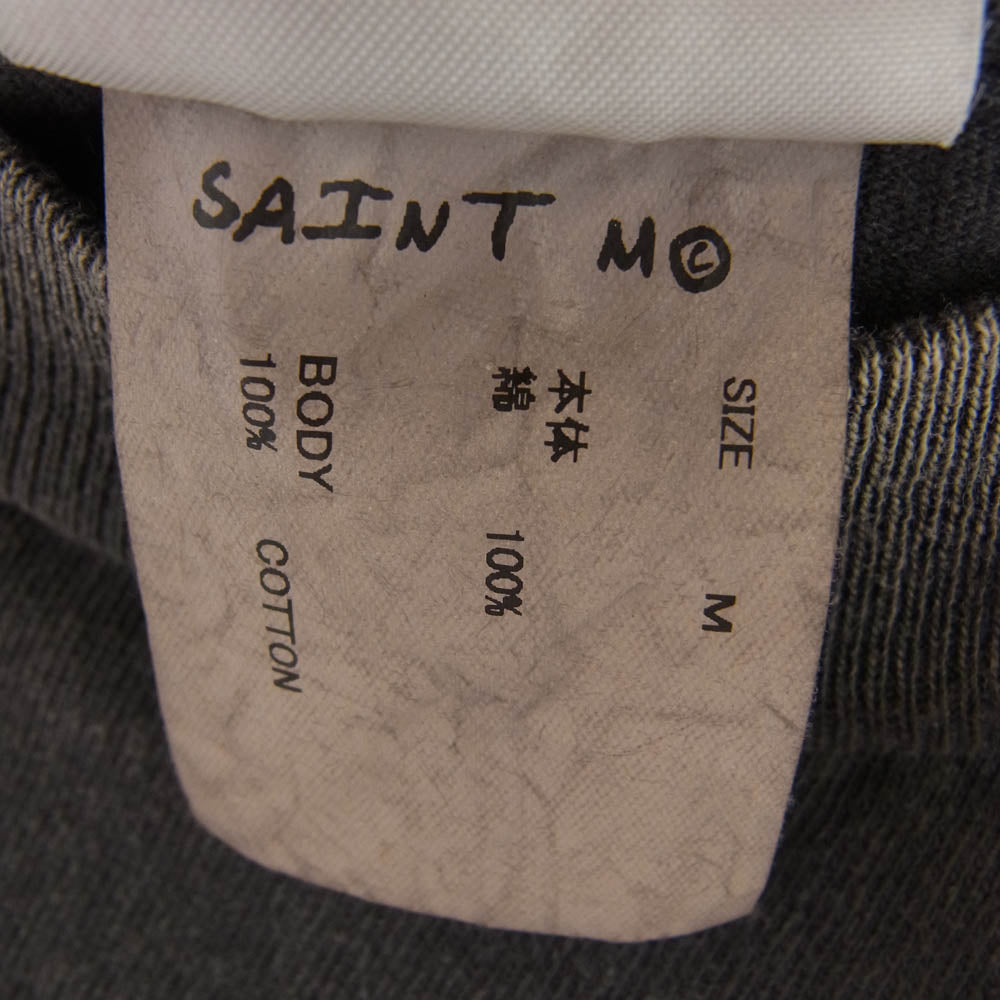 SAINT M©
SIZE M
本体
綿 100%
BODY
100% COTTON